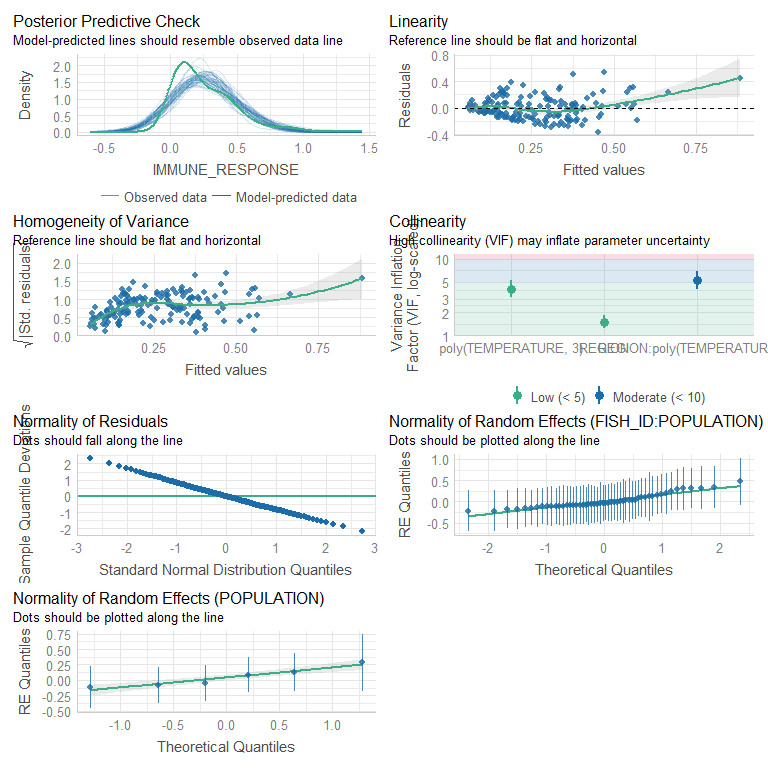 Posterior Predictive Check
Model-predicted lines should resemble observed data line
Density
2.0
1.5
1.0
0.5
0.0
-0.5
0.0
0.5
1.0
1.5
IMMUNE_RESPONSE
Observed data
Model-predicted data
Linearity
Reference line should be flat and horizontal
Residuals
0.8
0.4
0.0
-0.4
0.25
0.50
0.75
Fitted values
Homogeneity of Variance
Reference line should be flat and horizontal
√|Std. residuals|
2.0
1.5
1.0
0.5
0.0
0.25
0.50
0.75
Fitted values
Collinearity
High collinearity (VIF) may inflate parameter uncertainty
Variance Inflation
Factor (VIF, log-scaled)
10
5
3
2
1
poly(TEMPERATURE, 3)
REGION
REGION:poly(TEMPERATUR
Low (< 5)
Moderate (< 10)
Normality of Residuals
Dots should fall along the line
Sample Quantile Deviations
2
1
0
-1
-2
-3
-2
-1
0
1
2
3
Standard Normal Distribution Quantiles
Normality of Random Effects (FISH_ID:POPULATION)
Dots should be plotted along the line
RE Quantiles
1.0
0.5
0.0
-0.5
-2
-1
0
1
2
Theoretical Quantiles
Normality of Random Effects (POPULATION)
Dots should be plotted along the line
RE Quantiles
0.75
0.50
0.25
0.00
-0.25
-0.50
-1.0
-0.5
0.0
0.5
1.0
Theoretical Quantiles